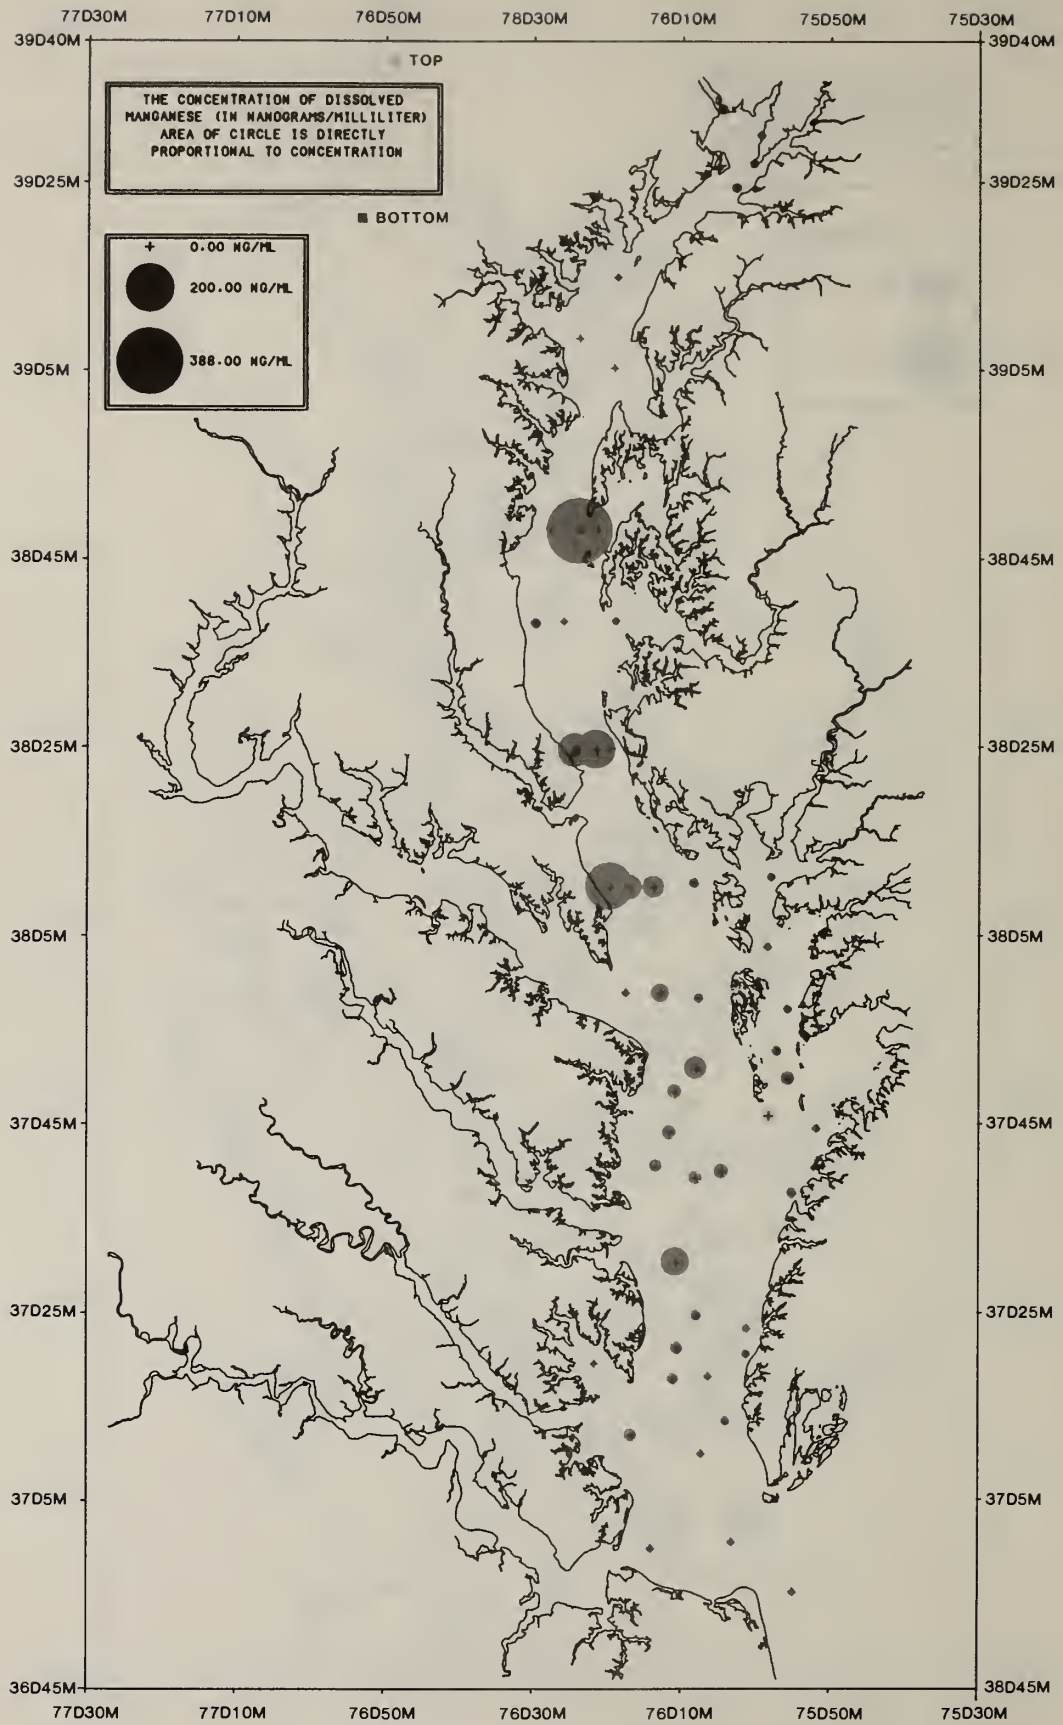 77D30M 77D10M 76D50M 78D30M 76D10M 75D50M 75D30M
39D40M 39D40M
TOP
THE CONCENTRATION OF DISSOLVED
MANGANESE (IN NANOGRAMS/MILLILITER)
AREA OF CIRCLE IS DIRECTLY
PROPORTIONAL TO CONCENTRATION
39D25M 39D25M
BOTTOM
0.00 NG/ML
200.00 NG/ML
388.00 NG/ML
39D5M 39D5M
38D45M 38D45M
38D25M 38D25M
38D5M 38D5M
37D45M 37D45M
37D25M 37D25M
37D5M 37D5M
36D45M 38D45M
77D30M 77D10M 76D50M 76D30M 76D10M 75D50M 75D30M